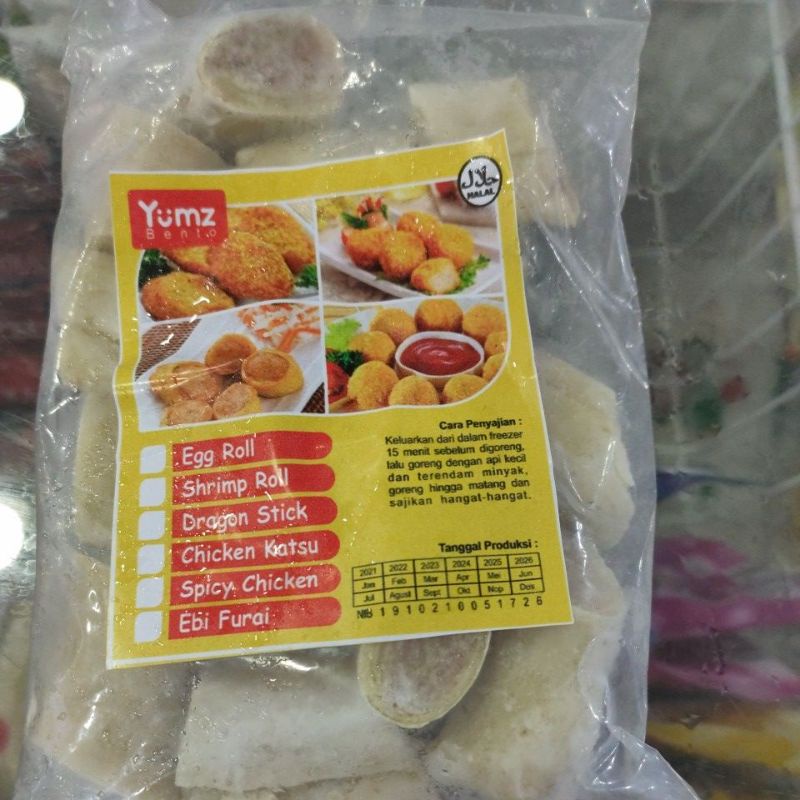 Yumz
Bento
حلال
HALAL
Egg Roll
Shrimp Roll
Dragon Stick
Chicken Katsu
Spicy Chicken
Ebi Furai
Cara Penyajian :
Keluarkan dari dalam freezer
15 menit sebelum digoreng,
lalu goreng dengan api kecil
dan terendam minyak,
goreng hingga matang dan
sajikan hangat-hangat.
Tanggal Produksi :
2021 2022 2023 2024 2025 2026
Jan Feb Mar Apr Mei Jun
Jul Agust Sept Okt Nop Des
NIB 1 9 1 0 2 1 0 0 5 1 7 2 6